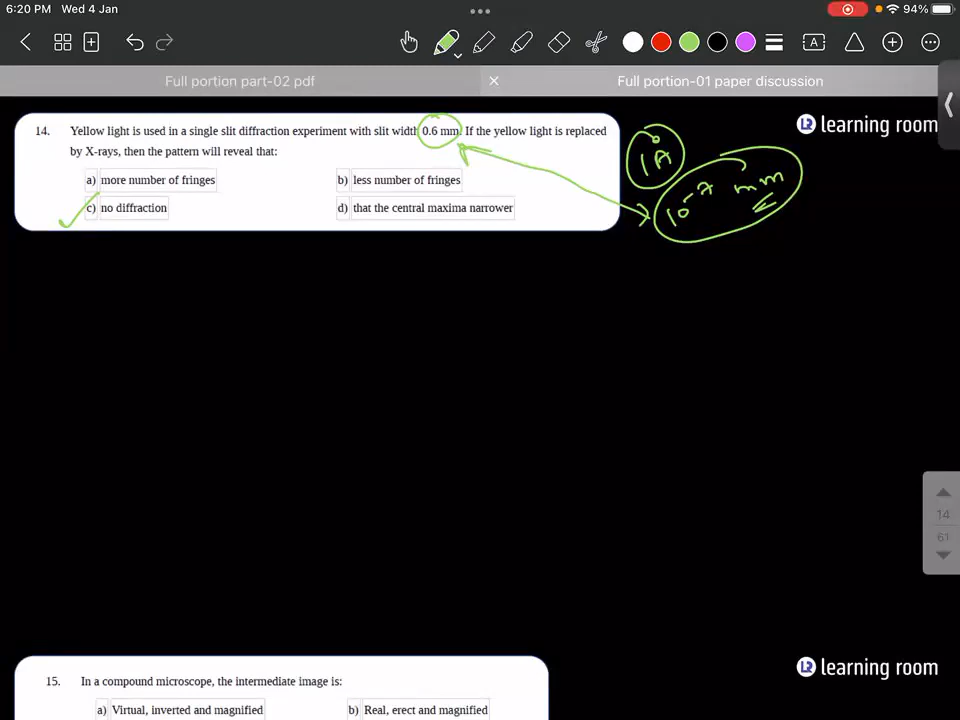 6:20 PM Wed 4 Jan
94%
A
Full portion part-02 pdf
Full portion-01 paper discussion
learning room
14. Yellow light is used in a single slit diffraction experiment with slit width 0.6 mm. If the yellow light is replaced
by X-rays, then the pattern will reveal that:
a) more number of fringes b) less number of fringes
c) no diffraction d) that the central maxima narrower
1Å
10⁻⁷ mm
14
61
learning room
15. In a compound microscope, the intermediate image is:
a) Virtual, inverted and magnified b) Real, erect and magnified